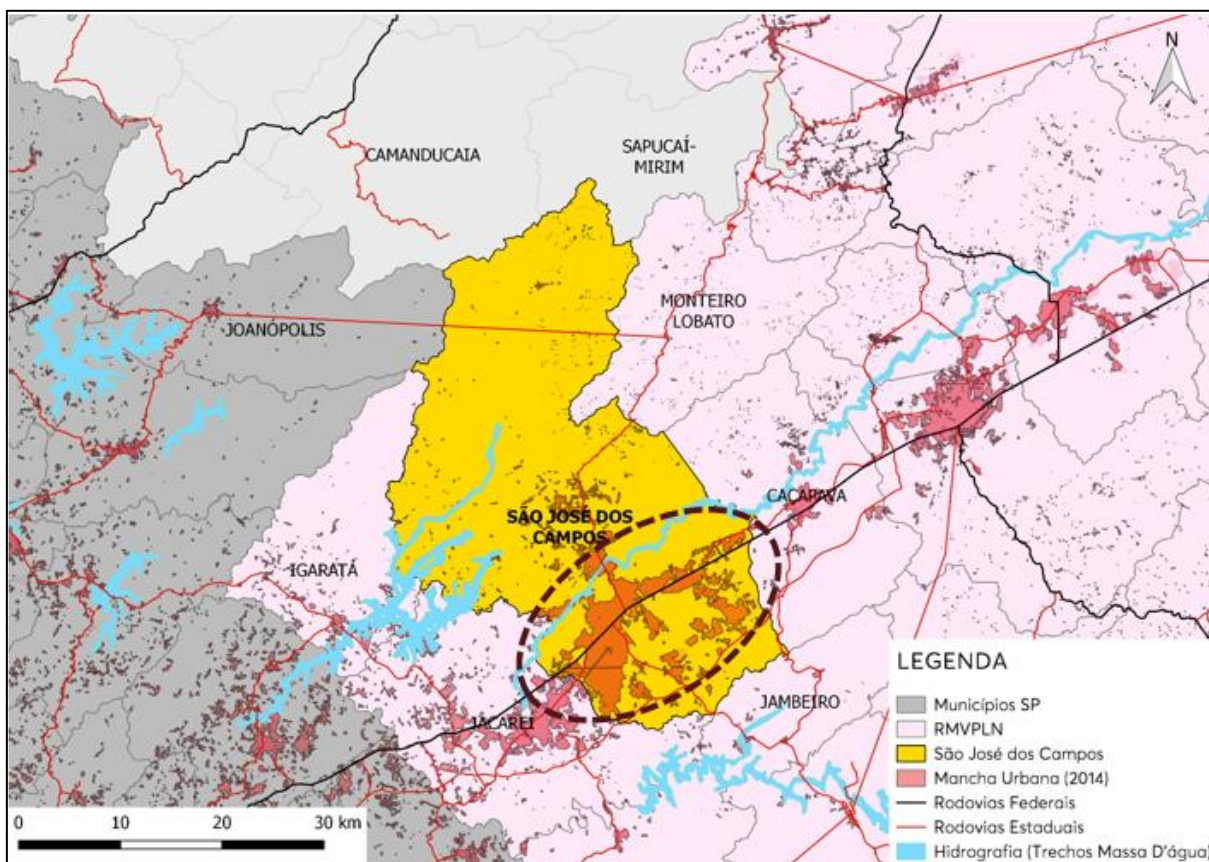 N
CAMANDUCAIA
SAPUCAÍ-
MIRIM
MONTEIRO
LOBATO
JOANÓPOLIS
CAÇAPAVA
SÃO JOSÉ DOS
CAMPOS
IGARATÁ
JACAREÍ
JAMBEIRO
LEGENDA
Municípios SP
RMVPLN
São José dos Campos
Mancha Urbana (2014)
Rodovias Federais
Rodovias Estaduais
Hidrografia (Trechos Massa D'água)
0 10 20 30 km